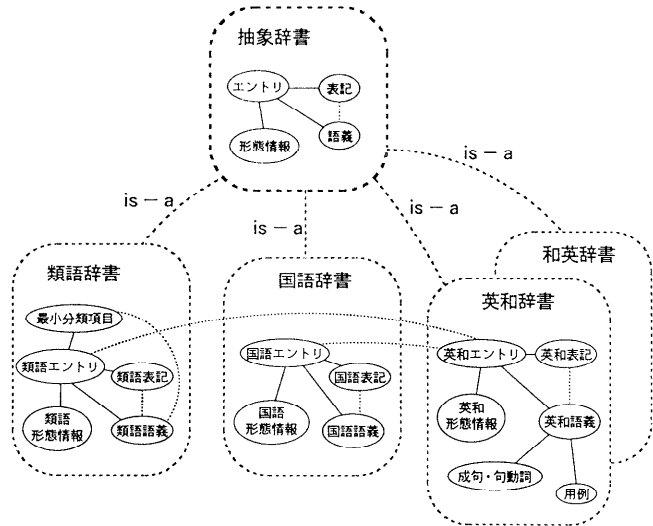 抽象辞書
エントリ
表記
形態情報
語義
is － a
is － a
is － a
is － a
類語辞書
最小分類項目
類語エントリ
類語表記
類語
形態情報
類語語義
国語辞書
国語エントリ
国語表記
国語
形態情報
国語語義
和英辞書
英和辞書
英和エントリ
英和表記
英和
形態情報
英和語義
成句・句動詞
用例